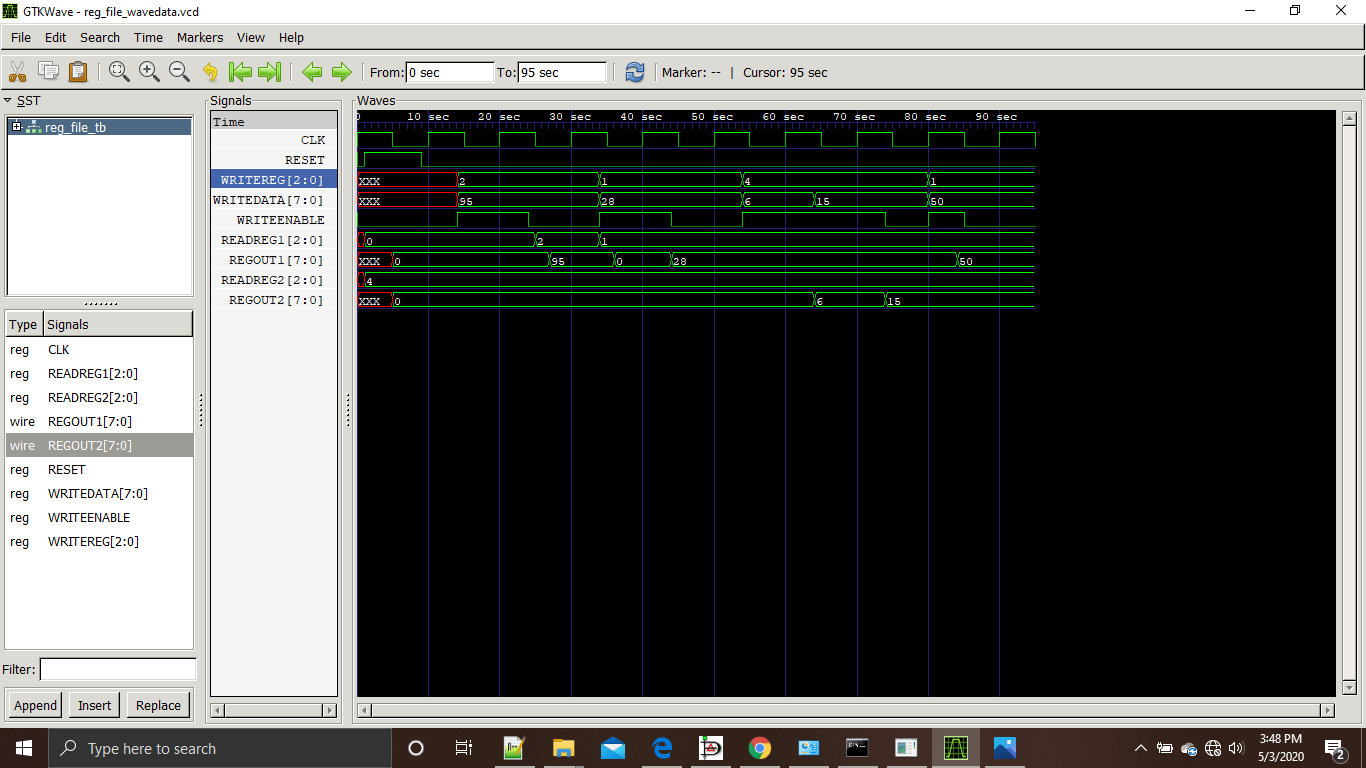 GTKWave - reg_file_wavedata.vcd
File Edit Search Time Markers View Help
From: 0 sec To: 95 sec Marker: -- | Cursor: 95 sec
SST
reg_file_tb
Type Signals
reg CLK
reg READREG1[2:0]
reg READREG2[2:0]
wire REGOUT1[7:0]
wire REGOUT2[7:0]
reg RESET
reg WRITEDATA[7:0]
reg WRITEENABLE
reg WRITEREG[2:0]
Filter:
Append Insert Replace
Signals
Time
CLK
RESET
WRITEREG[2:0]
WRITEDATA[7:0]
WRITEENABLE
READREG1[2:0]
REGOUT1[7:0]
READREG2[2:0]
REGOUT2[7:0]
Waves
0 10 sec 20 sec 30 sec 40 sec 50 sec 60 sec 70 sec 80 sec 90 sec
XXX 2 1 4 1
XXX 95 28 6 15 50
0 2 1
XXX 0 95 0 28 50
4
XXX 0 6 15
Type here to search
3:48 PM
5/3/2020
2